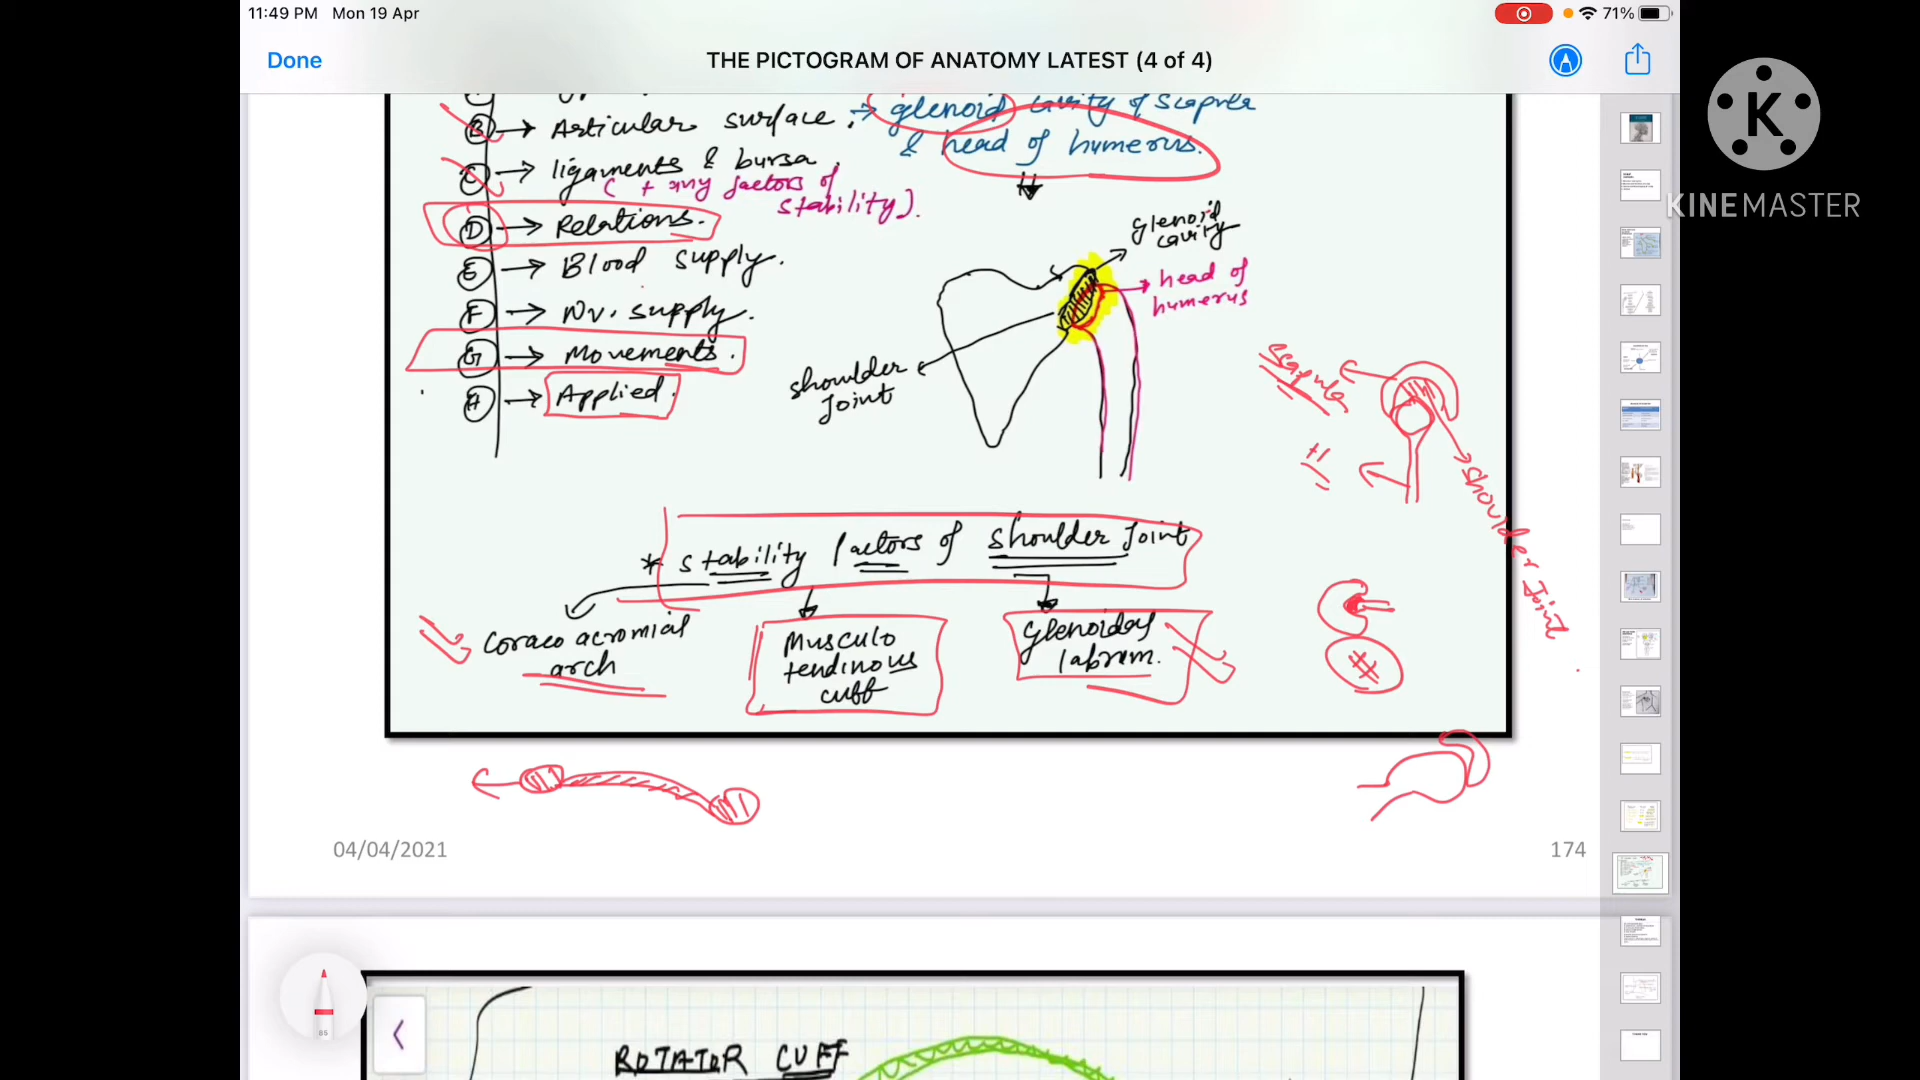 11:49 PM Mon 19 Apr
71%
Done
THE PICTOGRAM OF ANATOMY LATEST (4 of 4)
K
KINEMASTER
B → Articular surface : → glenoid cavity of scapula
& head of humerus.
C → ligaments & bursa.
( + any factors of
stability).
D → Relations.
E → Blood supply.
F → Nv. supply.
G → Movements.
H → Applied.
glenoid
cavity
head of
humerus
shoulder
Joint
scapula
H
shoulder Joint
* stability factors of shoulder Joint
Coraco acromial
arch
Musculo
tendinous
cuff
Glenoidal
labrum.
04/04/2021
174
85
ROTATOR CUFF